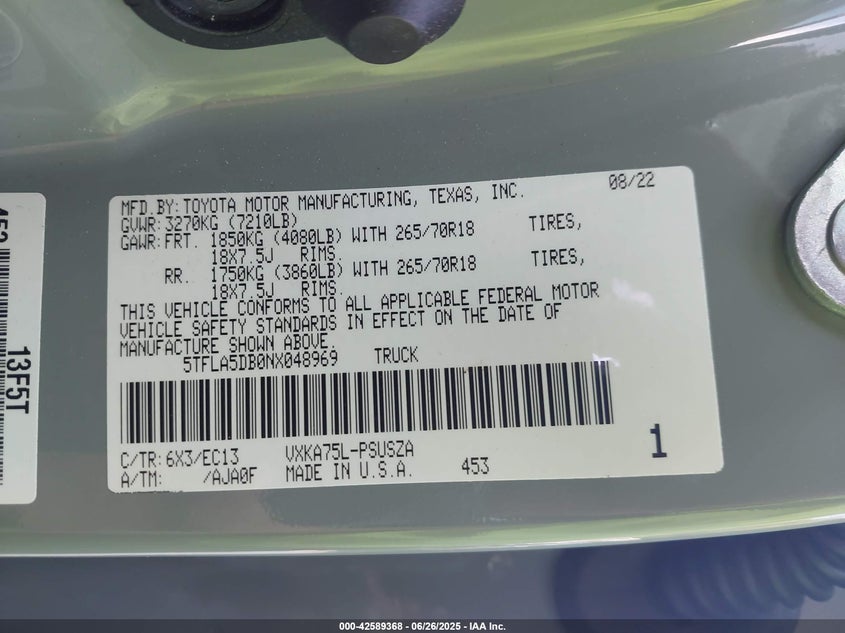 MFD.BY:TOYOTA MOTOR MANUFACTURING, TEXAS, INC. 08/22
GVWR:3270KG (7210LB)
GAWR:FRT. 1850KG (4080LB) WITH 265/70R18 TIRES,
18X7.5J RIMS.
RR. 1750KG (3860LB) WITH 265/70R18 TIRES,
18X7.5J RIMS.
THIS VEHICLE CONFORMS TO ALL APPLICABLE FEDERAL MOTOR
VEHICLE SAFETY STANDARDS IN EFFECT ON THE DATE OF
MANUFACTURE SHOWN ABOVE.
5TFLA5DB0NX048969 TRUCK
C/TR:6X3/EC13 VXKA75L-PSUSZA
A/TM: /AJA0F MADE IN U.S.A. 453
1
13F5T
000-42589368 - 06/26/2025 - IAA Inc.